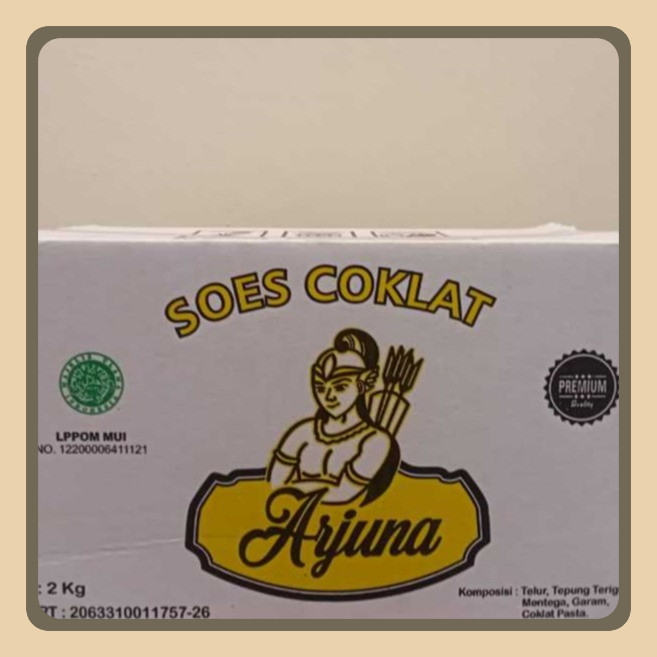 SOES COKLAT
PREMIUM
Quality
LPPOM MUI
NO. 12200006411121
Arjuna
: 2 Kg
RT : 2063310011757-26
Komposisi : Telur, Tepung Terig
Mentega, Garam,
Coklat Pasta.